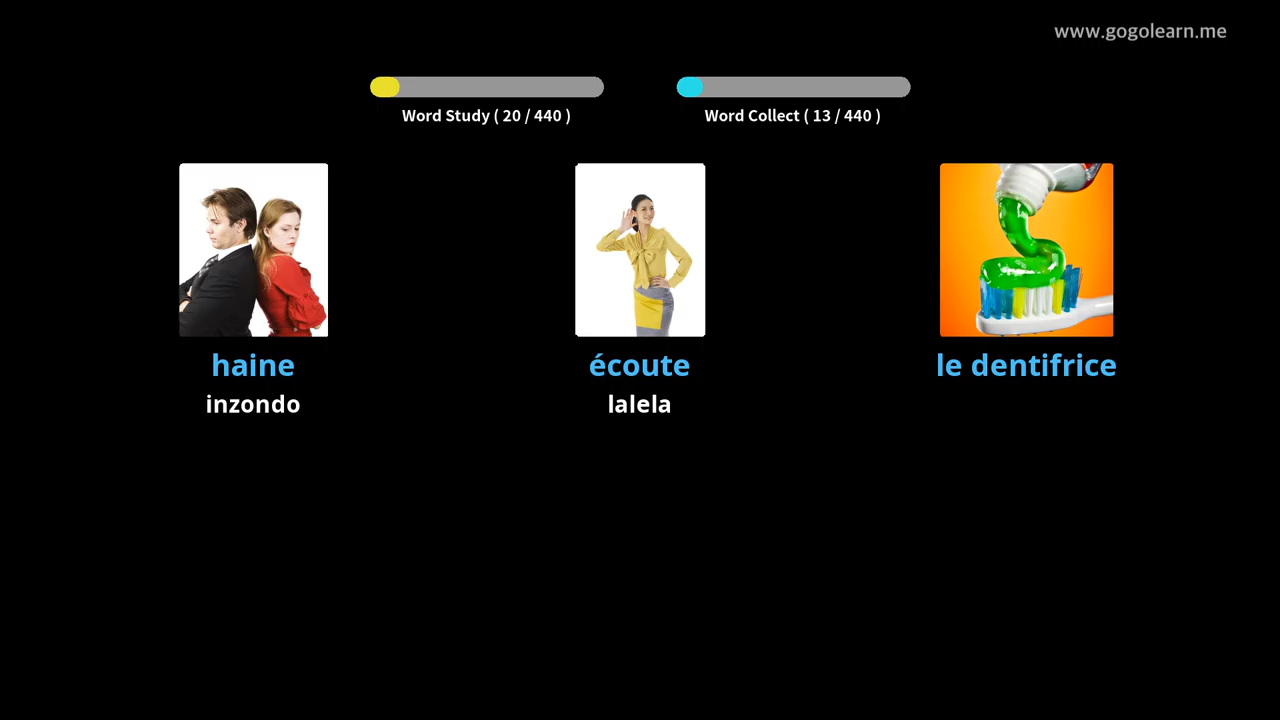 www.gogolearn.me
Word Study ( 20 / 440 )
Word Collect ( 13 / 440 )
haine
écoute
le dentifrice
inzondo
lalela